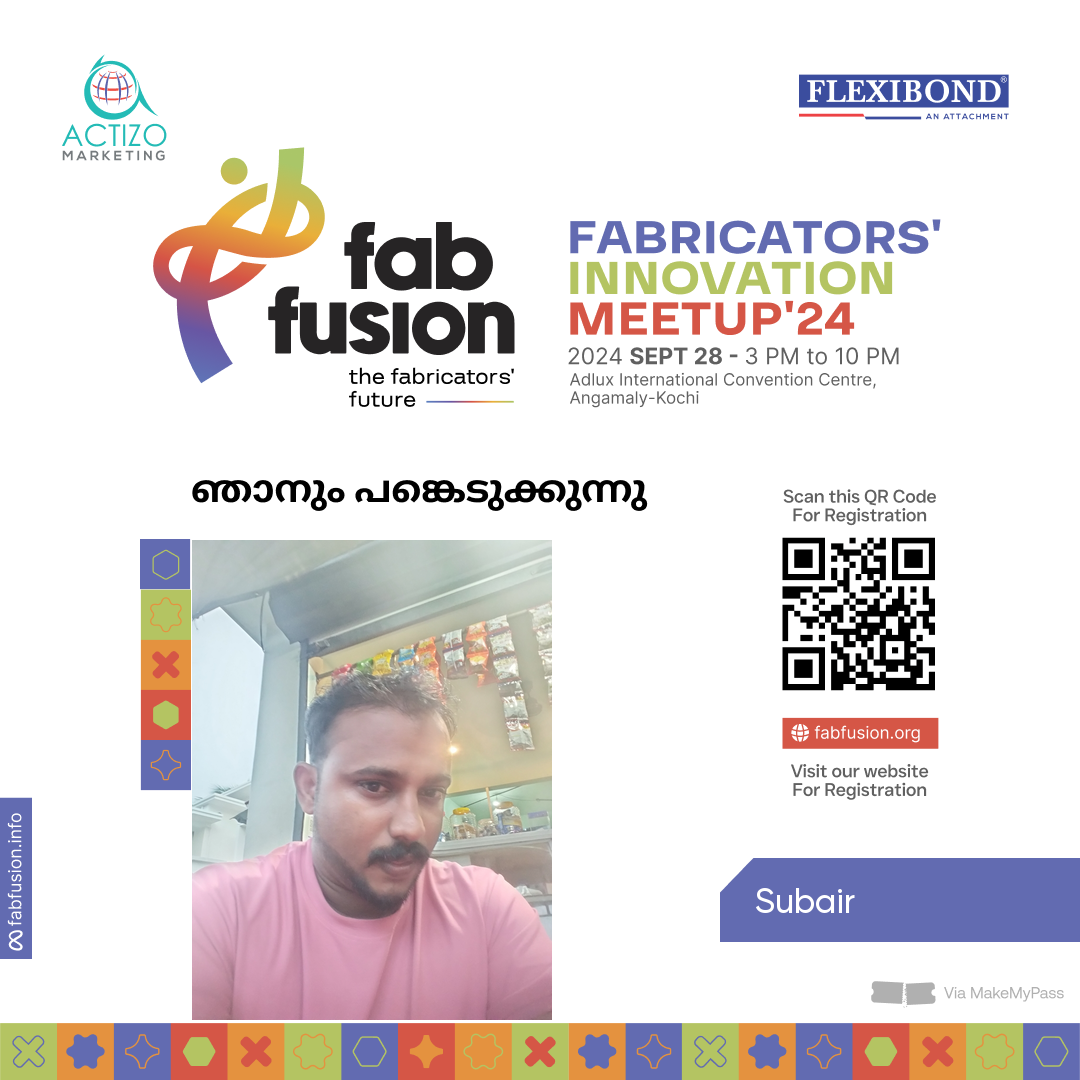 ACTIZO
MARKETING
FLEXIBOND®
AN ATTACHMENT
fab
fusion
the fabricators'
future
FABRICATORS'
INNOVATION
MEETUP'24
2024 SEPT 28 - 3 PM to 10 PM
Adlux International Convention Centre,
Angamaly-Kochi
ഞാനും പങ്കെടുക്കുന്നു
Scan this QR Code
For Registration
fabfusion.org
Visit our website
For Registration
fabfusion.info
Subair
Via MakeMyPass